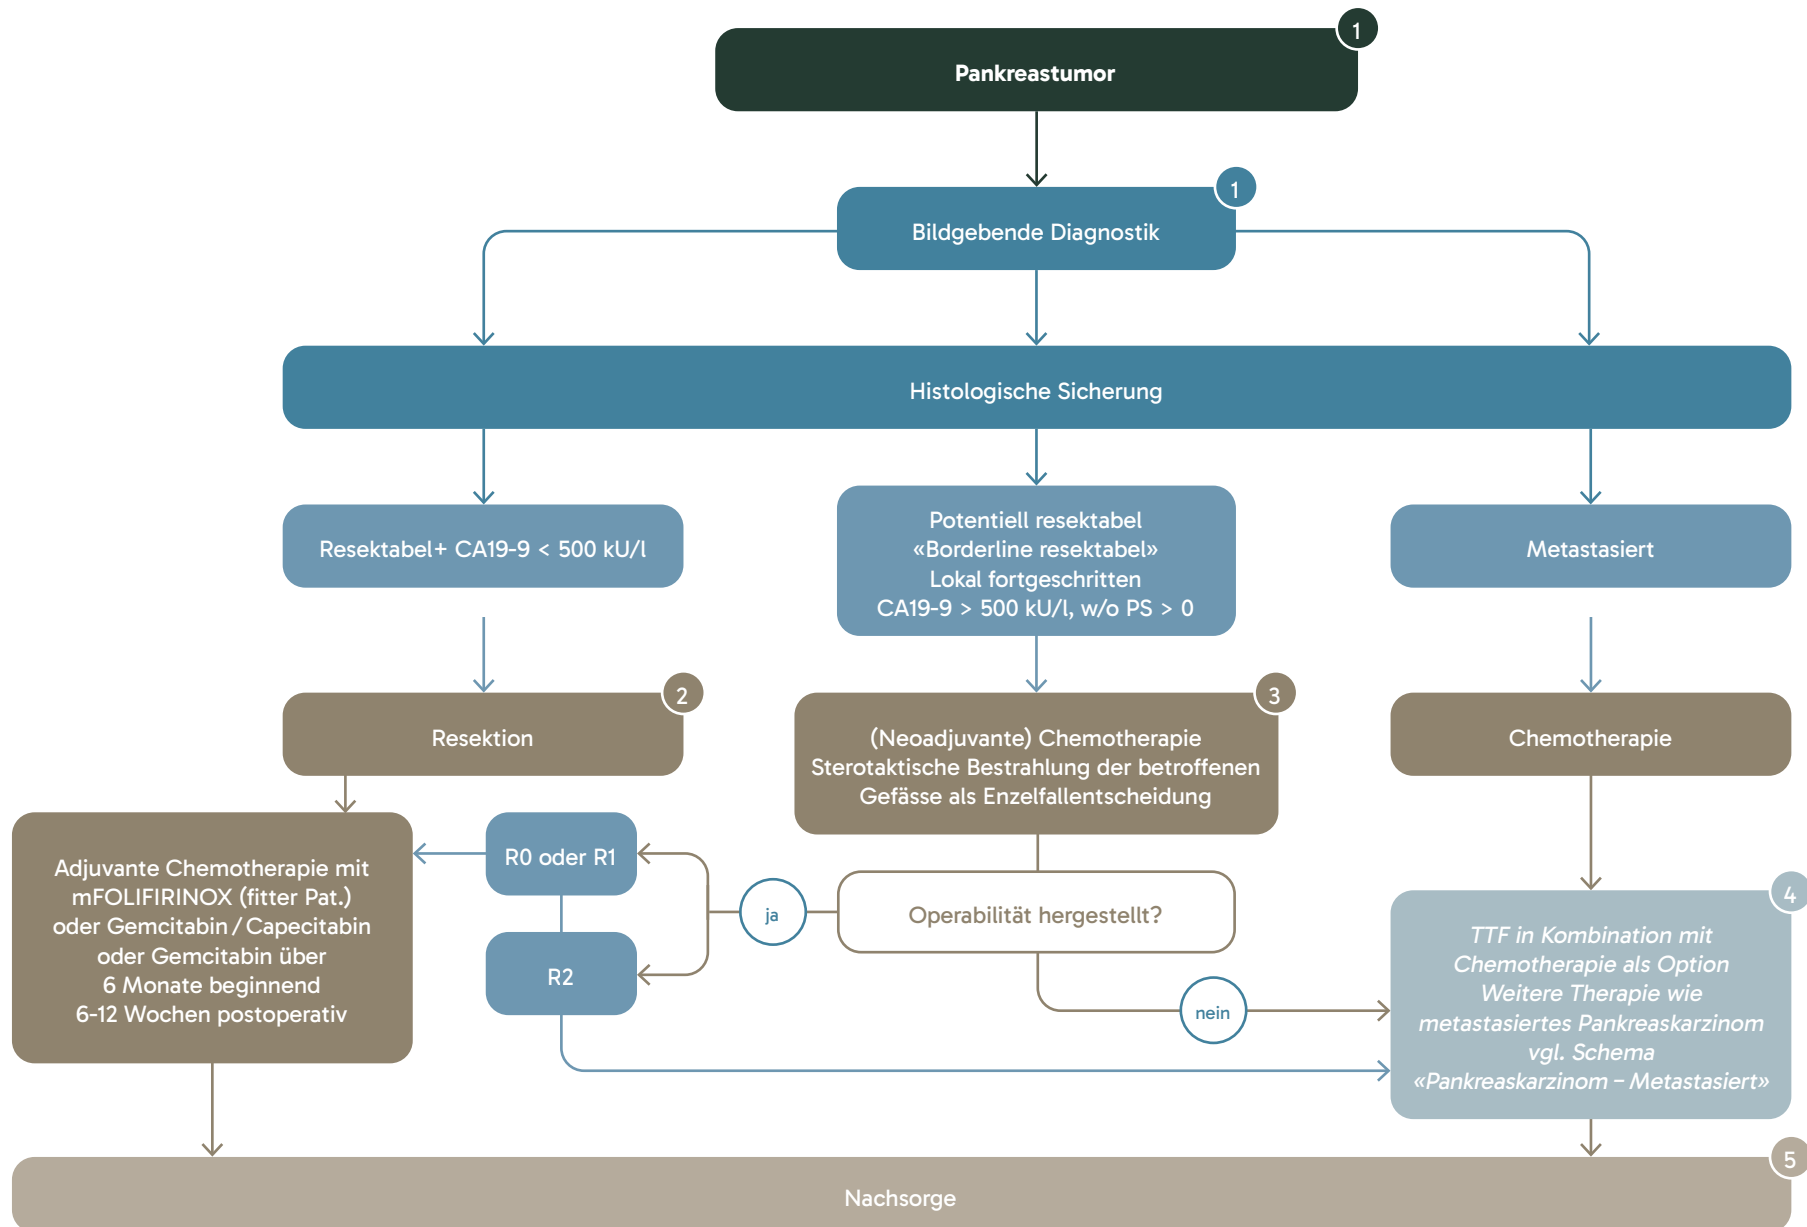 1
Pankreastumor
1
Bildgebende Diagnostik
Histologische Sicherung
Resektabel+ CA19-9 < 500 kU/l
Potentiell resektabel
«Borderline resektabel»
Lokal fortgeschritten
CA19-9 > 500 kU/l, w/o PS > 0
Metastasiert
2
Resektion
3
(Neoadjuvante) Chemotherapie
Sterotaktische Bestrahlung der betroffenen
Gefässe als Enzelfallentscheidung
Chemotherapie
Adjuvante Chemotherapie mit
mFOLIFIRINOX (fitter Pat.)
oder Gemcitabin / Capecitabin
oder Gemcitabin über
6 Monate beginnend
6-12 Wochen postoperativ
R0 oder R1
R2
ja
Operabilität hergestellt?
nein
4
TTF in Kombination mit
Chemotherapie als Option
Weitere Therapie wie
metastasiertes Pankreaskarzinom
vgl. Schema
«Pankreaskarzinom – Metastasiert»
5
Nachsorge